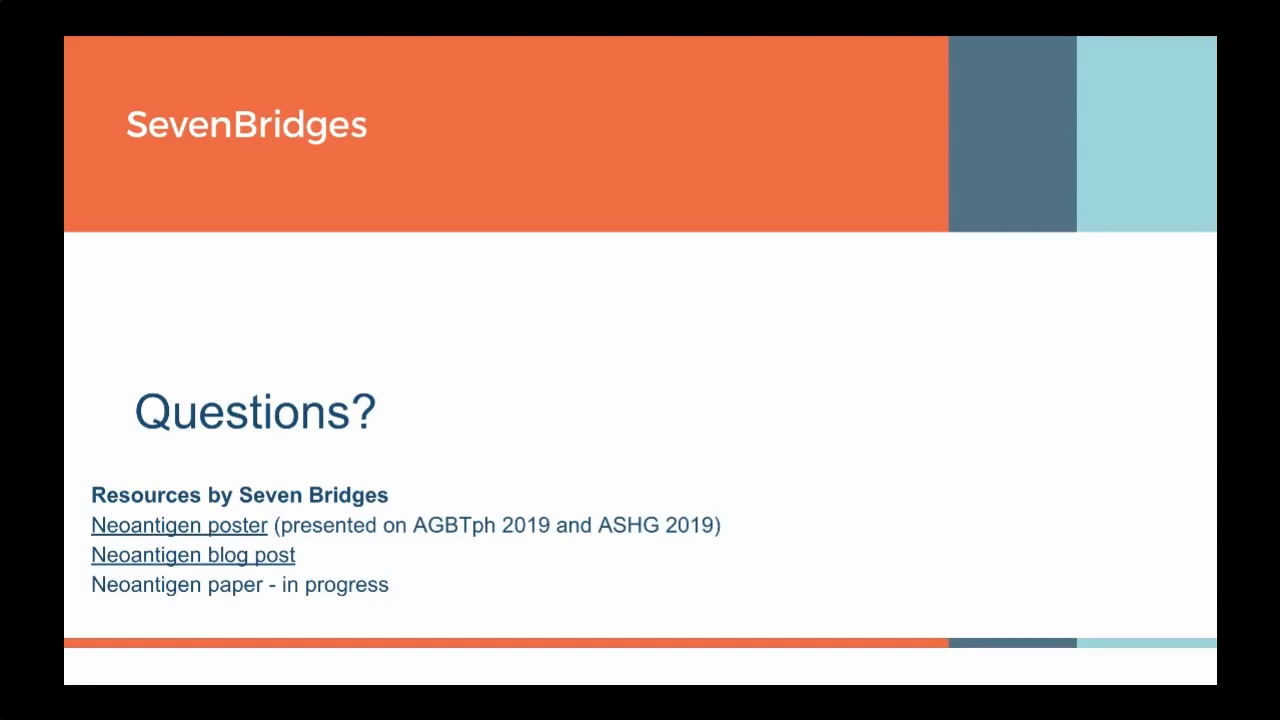 SevenBridges
Questions?
Resources by Seven Bridges
Neoantigen poster (presented on AGBTph 2019 and ASHG 2019)
Neoantigen blog post
Neoantigen paper - in progress